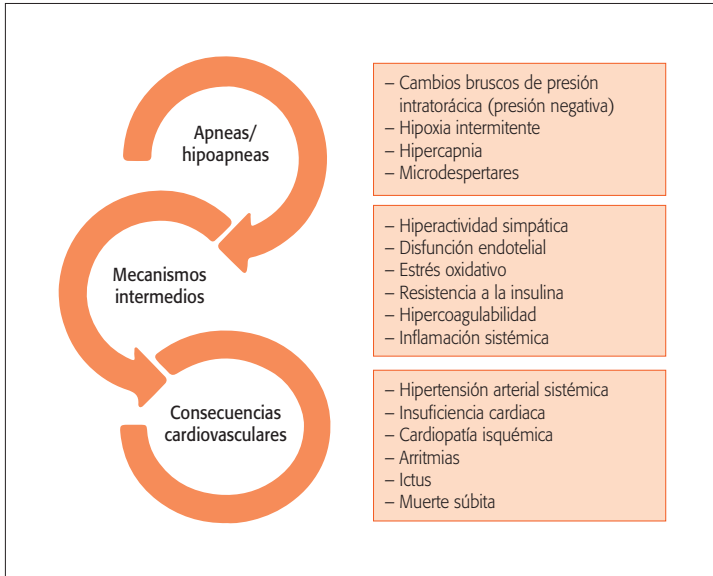 Apneas/
hipoapneas
– Cambios bruscos de presión
intratorácica (presión negativa)
– Hipoxia intermitente
– Hipercapnia
– Microdespertares
Mecanismos
intermedios
– Hiperactividad simpática
– Disfunción endotelial
– Estrés oxidativo
– Resistencia a la insulina
– Hipercoagulabilidad
– Inflamación sistémica
Consecuencias
cardiovasculares
– Hipertensión arterial sistémica
– Insuficiencia cardiaca
– Cardiopatía isquémica
– Arritmias
– Ictus
– Muerte súbita